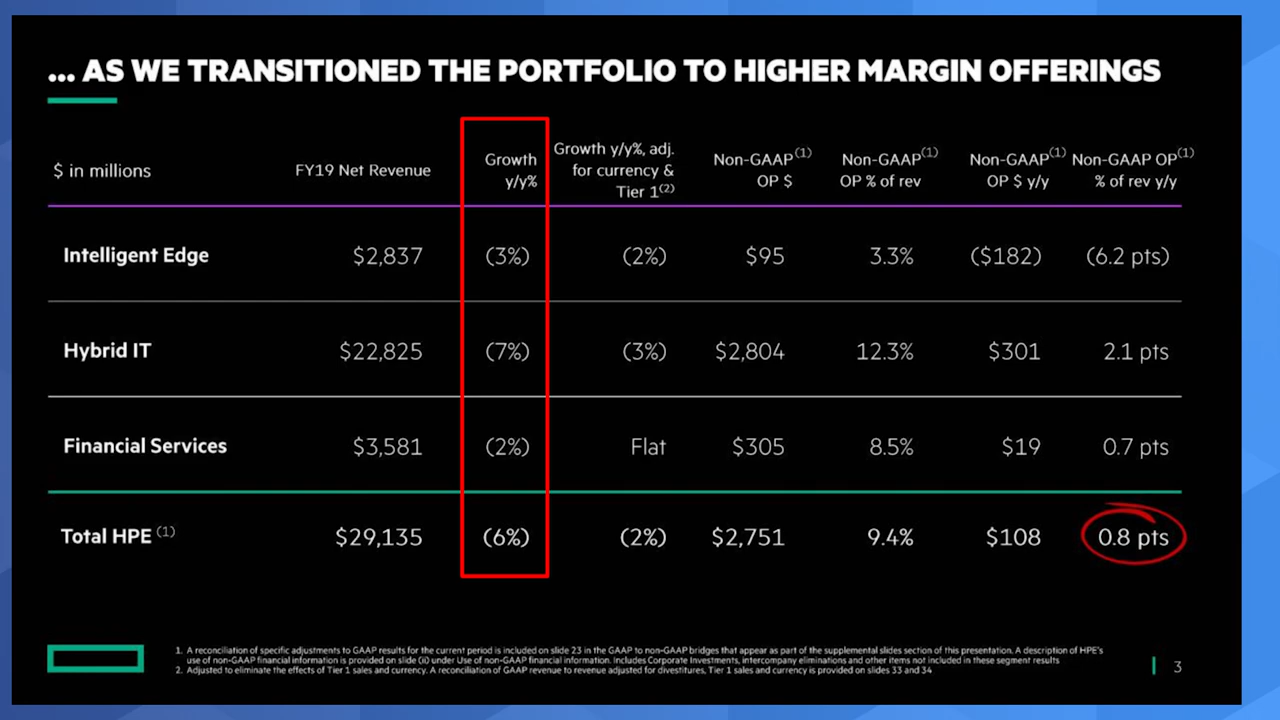 ... AS WE TRANSITIONED THE PORTFOLIO TO HIGHER MARGIN OFFERINGS
$ in millions
FY19 Net Revenue
Growth
y/y%
Growth y/y%, adj.
for currency &
Tier 1(2)
Non-GAAP(1)
OP $
Non-GAAP(1)
OP % of rev
Non-GAAP(1)
OP $ y/y
Non-GAAP OP(1)
% of rev y/y
Intelligent Edge $2,837 (3%) (2%) $95 3.3% ($182) (6.2 pts)
Hybrid IT $22,825 (7%) (3%) $2,804 12.3% $301 2.1 pts
Financial Services $3,581 (2%) Flat $305 8.5% $19 0.7 pts
Total HPE (1) $29,135 (6%) (2%) $2,751 9.4% $108 0.8 pts
1. A reconciliation of specific adjustments to GAAP results for the current period is included on slide 23 in the GAAP to non-GAAP bridges that appear as part of the supplemental slides section of this presentation. A description of HPE's
use of non-GAAP financial information is provided on slide (ii) under Use of non-GAAP financial information. Includes Corporate Investments, intercompany eliminations and other items not included in these segment results
2. Adjusted to eliminate the effects of Tier 1 sales and currency. A reconciliation of GAAP revenue to revenue adjusted for divestitures, Tier 1 sales and currency is provided on slides 33 and 34
3